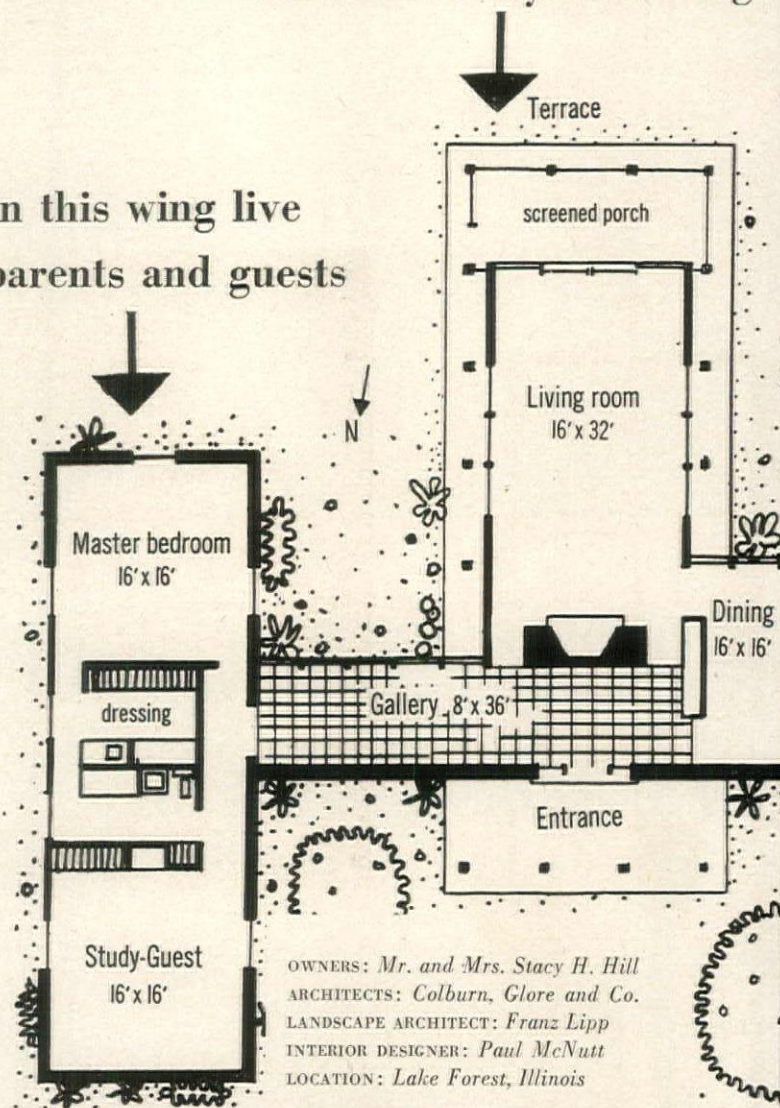 Terrace
n this wing live
parents and guests
screened porch
N
Living room
16' x 32'
Master bedroom
16' x 16'
Dining
16' x 16'
dressing
Gallery 8' x 36'
Entrance
Study-Guest
16' x 16'
OWNERS: Mr. and Mrs. Stacy H. Hill
ARCHITECTS: Colburn, Glore and Co.
LANDSCAPE ARCHITECT: Franz Lipp
INTERIOR DESIGNER: Paul McNutt
LOCATION: Lake Forest, Illinois